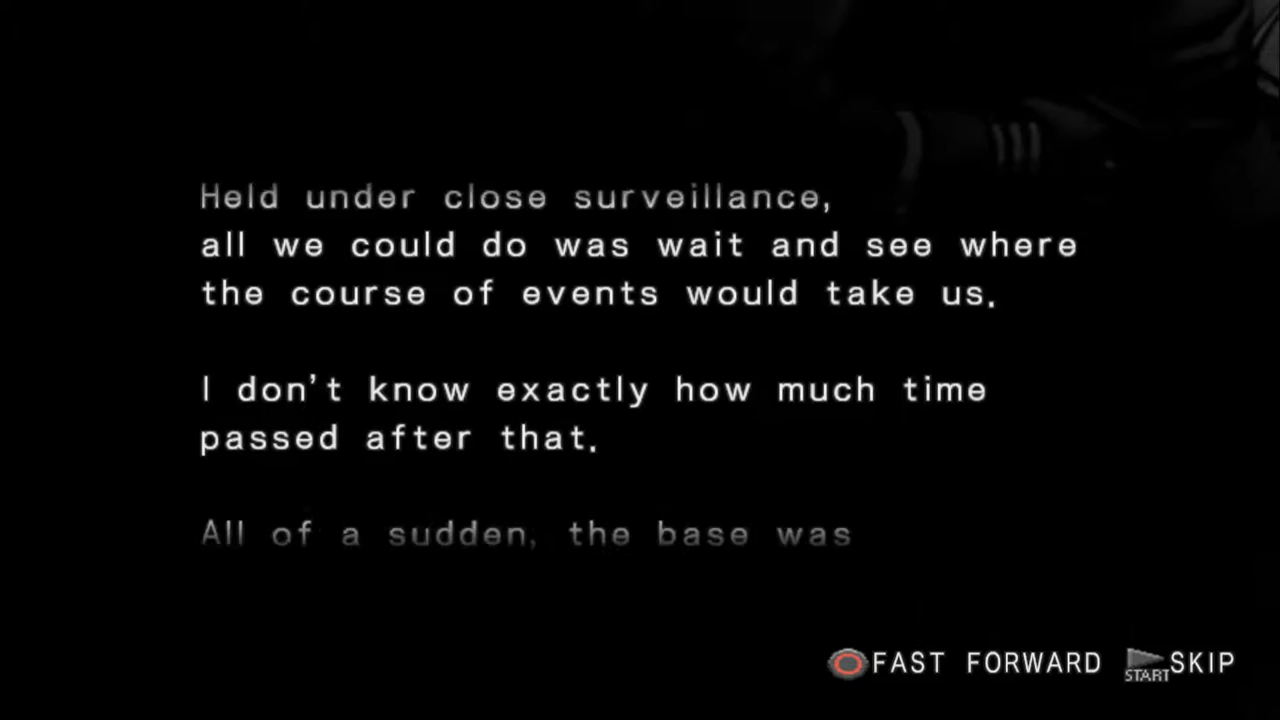 Held under close surveillance,
all we could do was wait and see where
the course of events would take us.
I don't know exactly how much time
passed after that.
All of a sudden, the base was
FAST FORWARD START SKIP